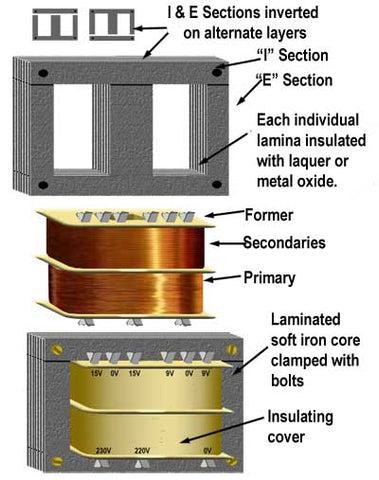 I & E Sections inverted
on alternate layers
“I” Section
“E” Section
Each individual
lamina insulated
with laquer or
metal oxide.
Former
Secondaries
Primary
Laminated
soft iron core
clamped with
bolts
15V 0V 15V 9V 0V 9V
Insulating
cover
230V 220V 0V